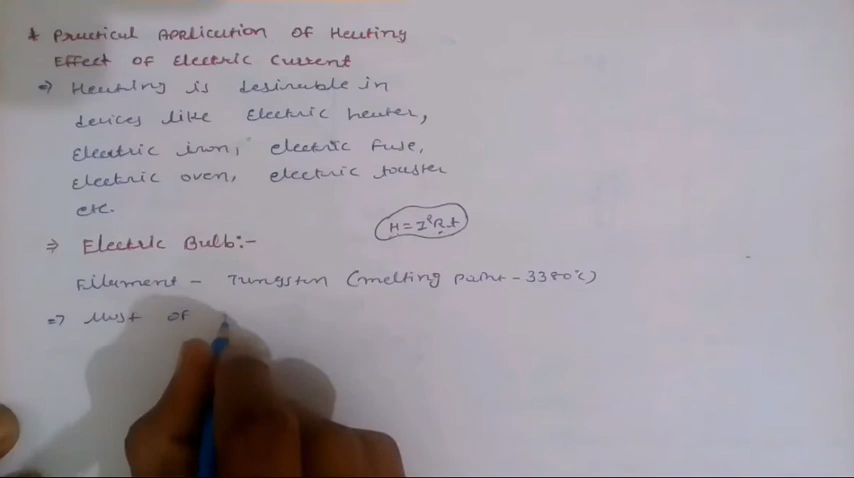 * Practical Application of Heating
Effect of Electric Current
⇒ Heating is desirable in
devices like Electric heater,
Electric iron, electric fuse,
Electric oven, electric toaster
etc.
H = I²Rt
⇒ Electric Bulb:-
Filament - Tungsten (melting point - 3380°C)
⇒ Most of